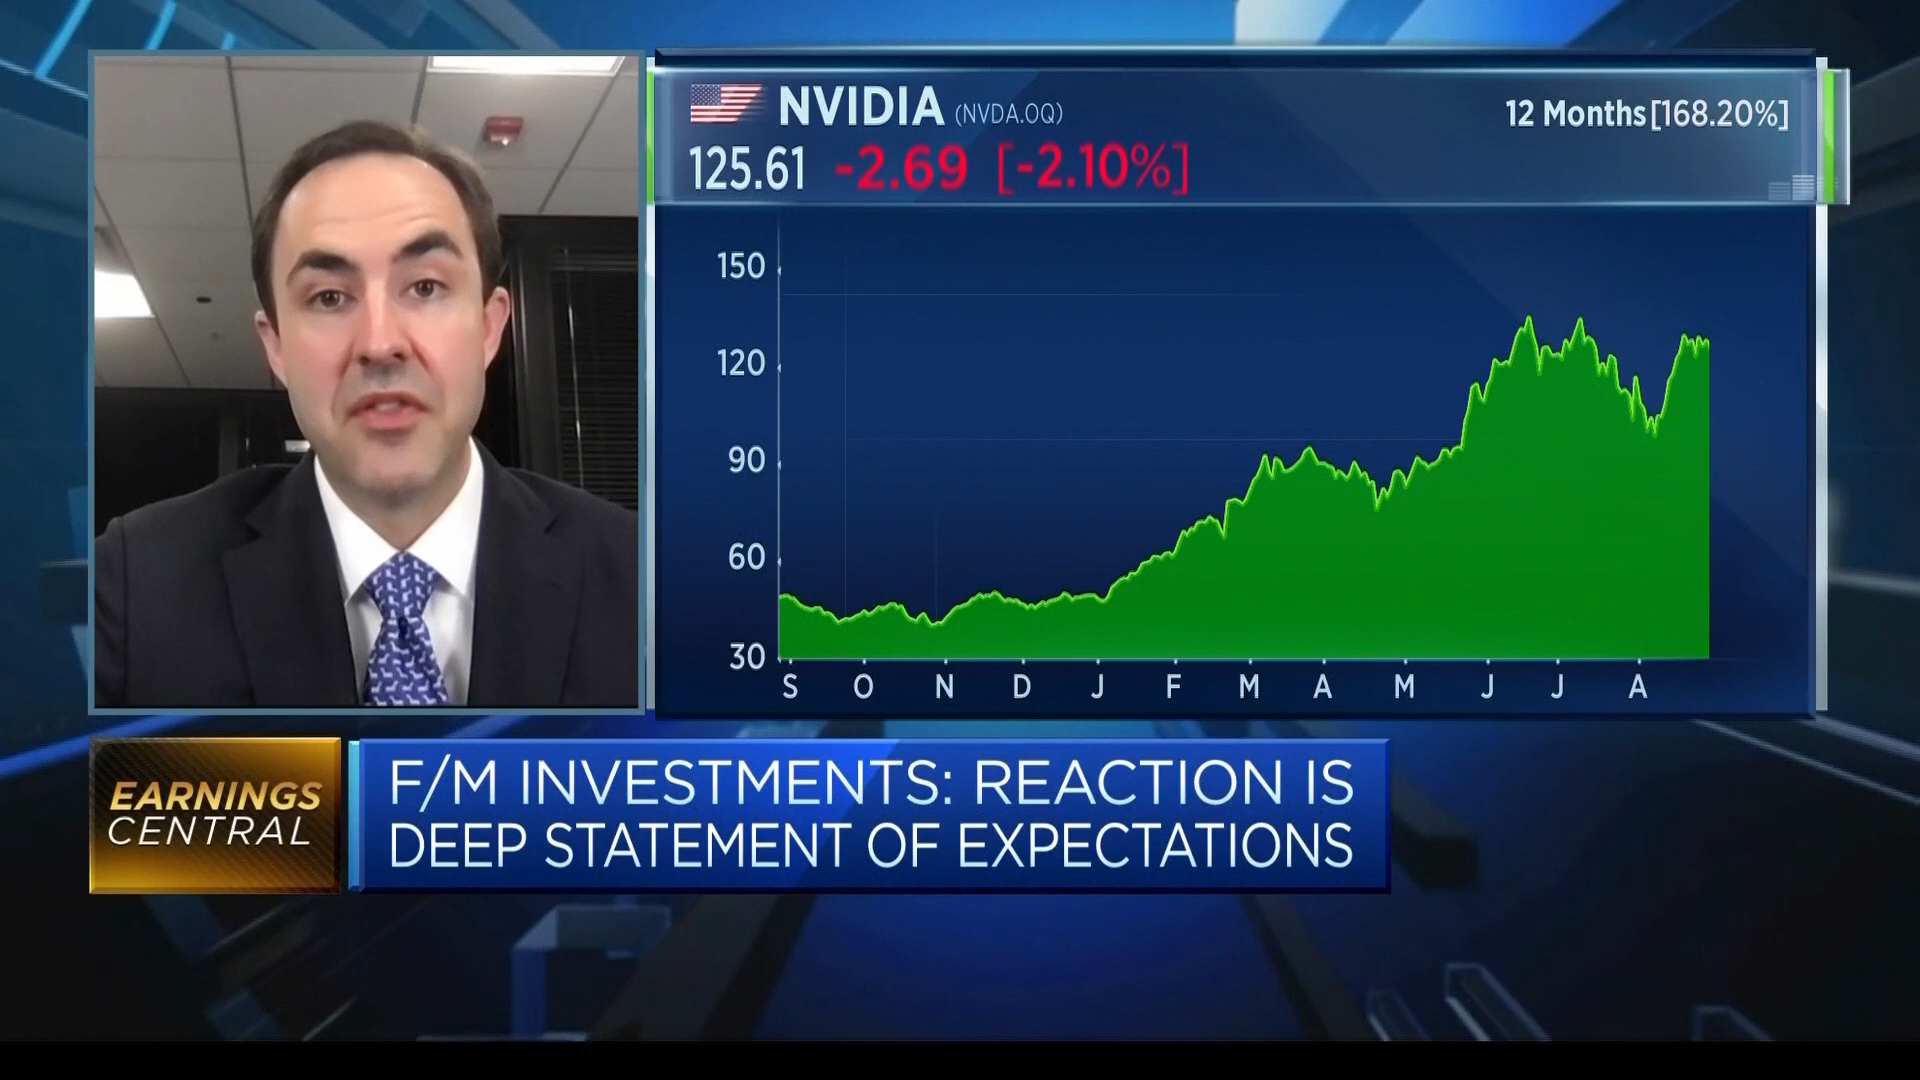 NVIDIA (NVDA.OQ)
12 Months[168.20%]
125.61 -2.69 [-2.10%]
150
120
90
60
30
S O N D J F M A M J J A
EARNINGS
CENTRAL
F/M INVESTMENTS: REACTION IS
DEEP STATEMENT OF EXPECTATIONS